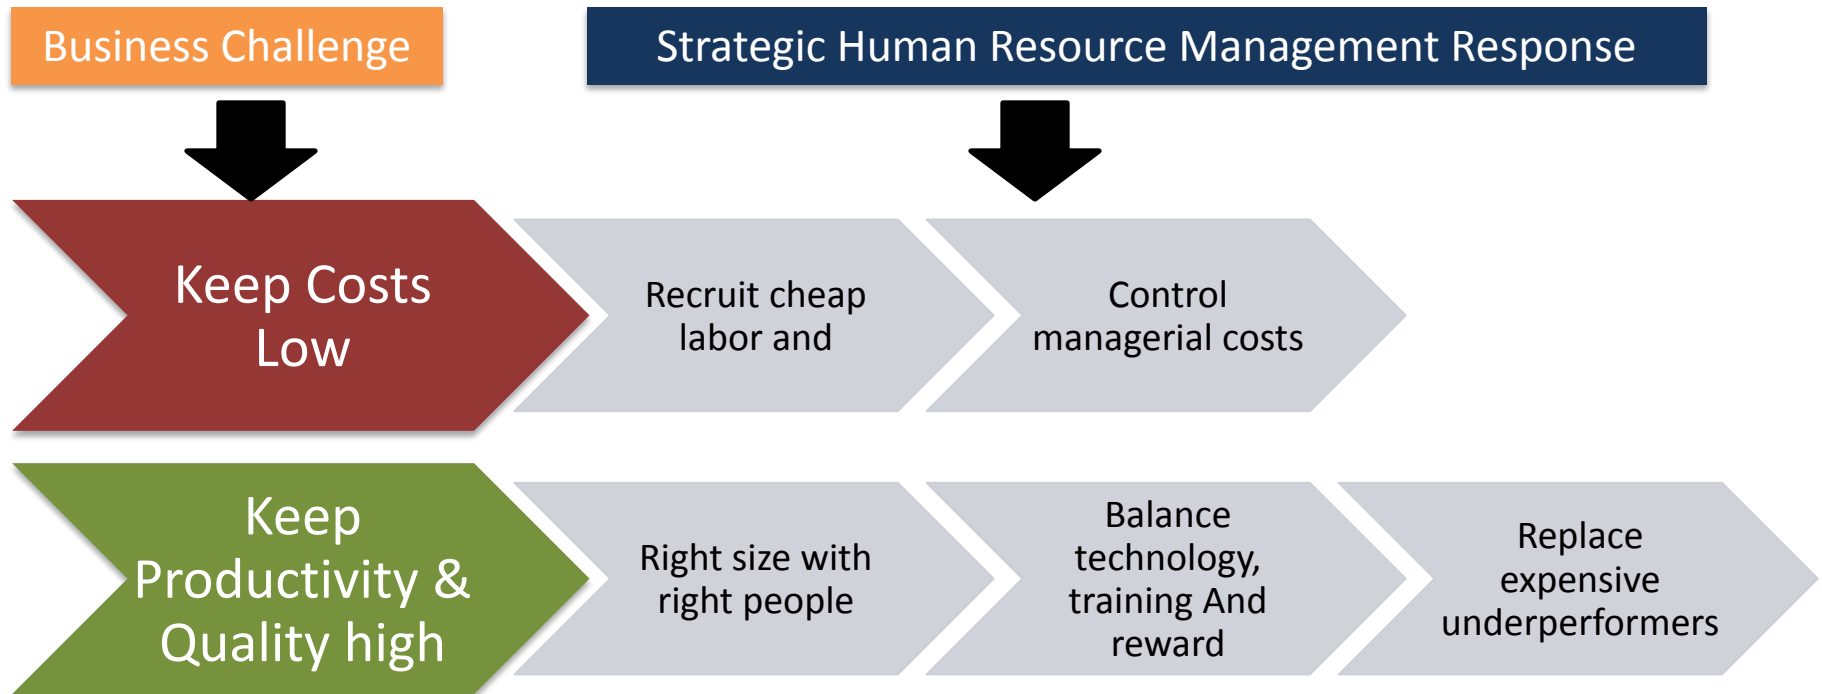 Business Challenge
Strategic Human Resource Management Response
Keep Costs
Low
Recruit cheap
labor and
Control
managerial costs
Keep
Productivity &
Quality high
Right size with
right people
Balance
technology,
training And
reward
Replace
expensive
underperformers